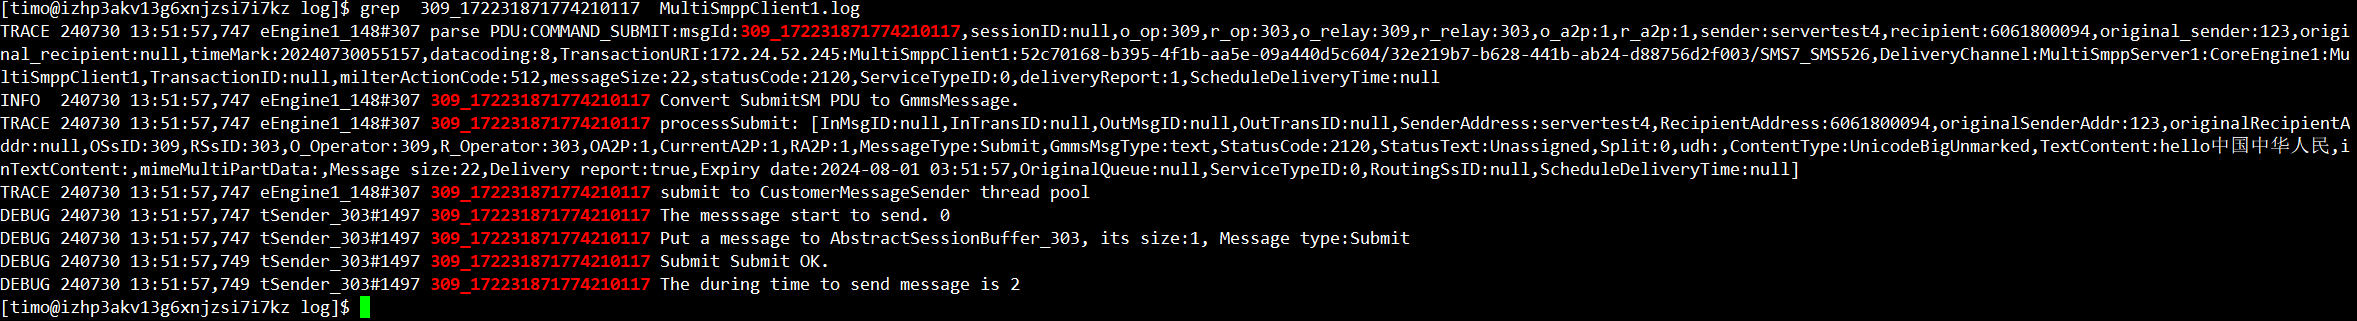 [timo@izhp3akv13g6xnjzsi7i7kz log]$ grep  309_172231871774210117  MultiSmppClient1.log
TRACE 240730 13:51:57,747 eEngine1_148#307 parse PDU:COMMAND_SUBMIT:msgId:309_172231871774210117,sessionID:null,o_op:309,r_op:303,o_relay:309,r_relay:303,o_a2p:1,r_a2p:1,sender:servertest4,recipient:6061800094,original_sender:123,origi
nal_recipient:null,timeMark:20240730055157,datacoding:8,TransactionURI:172.24.52.245:MultiSmppClient1:52c70168-b395-4f1b-aa5e-09a440d5c604/32e219b7-b628-441b-ab24-d88756d2f003/SMS7_SMS526,DeliveryChannel:MultiSmppServer1:CoreEngine1:Mu
ltiSmppClient1,TransactionID:null,milterActionCode:512,messageSize:22,statusCode:2120,ServiceTypeID:0,deliveryReport:1,ScheduleDeliveryTime:null
INFO  240730 13:51:57,747 eEngine1_148#307 309_172231871774210117 Convert SubmitSM PDU to GmmsMessage.
TRACE 240730 13:51:57,747 eEngine1_148#307 309_172231871774210117 processSubmit: [InMsgID:null,InTransID:null,OutMsgID:null,OutTransID:null,SenderAddress:servertest4,RecipientAddress:6061800094,originalSenderAddr:123,originalRecipientA
ddr:null,OSsID:309,RSsID:303,O_Operator:309,R_Operator:303,OA2P:1,CurrentA2P:1,RA2P:1,MessageType:Submit,GmmsMsgType:text,StatusCode:2120,StatusText:Unassigned,Split:0,udh:,ContentType:UnicodeBigUnmarked,TextContent:hello中国中华人民,i
nTextContent:,mimeMultiPartData:,Message size:22,Delivery report:true,Expiry date:2024-08-01 03:51:57,OriginalQueue:null,ServiceTypeID:0,RoutingSsID:null,ScheduleDeliveryTime:null]
TRACE 240730 13:51:57,747 eEngine1_148#307 309_172231871774210117 submit to CustomerMessageSender thread pool
DEBUG 240730 13:51:57,747 tSender_303#1497 309_172231871774210117 The messsage start to send. 0
DEBUG 240730 13:51:57,747 tSender_303#1497 309_172231871774210117 Put a message to AbstractSessionBuffer_303, its size:1, Message type:Submit
DEBUG 240730 13:51:57,749 tSender_303#1497 309_172231871774210117 Submit Submit OK.
DEBUG 240730 13:51:57,749 tSender_303#1497 309_172231871774210117 The during time to send message is 2
[timo@izhp3akv13g6xnjzsi7i7kz log]$